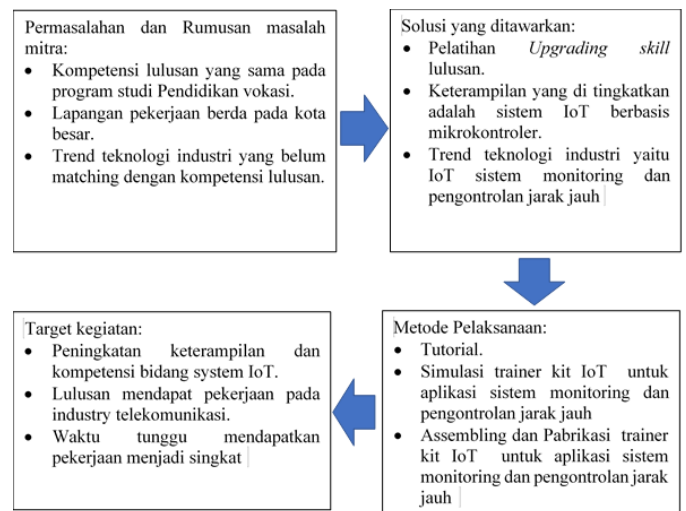 Permasalahan dan Rumusan masalah
mitra:
• Kompetensi lulusan yang sama pada
program studi Pendidikan vokasi.
• Lapangan pekerjaan berda pada kota
besar.
• Trend teknologi industri yang belum
matching dengan kompetensi lulusan.
Solusi yang ditawarkan:
• Pelatihan Upgrading skill
lulusan.
• Keterampilan yang di tingkatkan
adalah sistem IoT berbasis
mikrokontroler.
• Trend teknologi industri yaitu
IoT sistem monitoring dan
pengontrolan jarak jauh
Metode Pelaksanaan:
• Tutorial.
• Simulasi trainer kit IoT untuk
aplikasi sistem monitoring dan
pengontrolan jarak jauh
• Assembling dan Pabrikasi trainer
kit IoT untuk aplikasi sistem
monitoring dan pengontrolan jarak
jauh
Target kegiatan:
• Peningkatan keterampilan dan
kompetensi bidang system IoT.
• Lulusan mendapat pekerjaan pada
industry telekomunikasi.
• Waktu tunggu mendapatkan
pekerjaan menjadi singkat